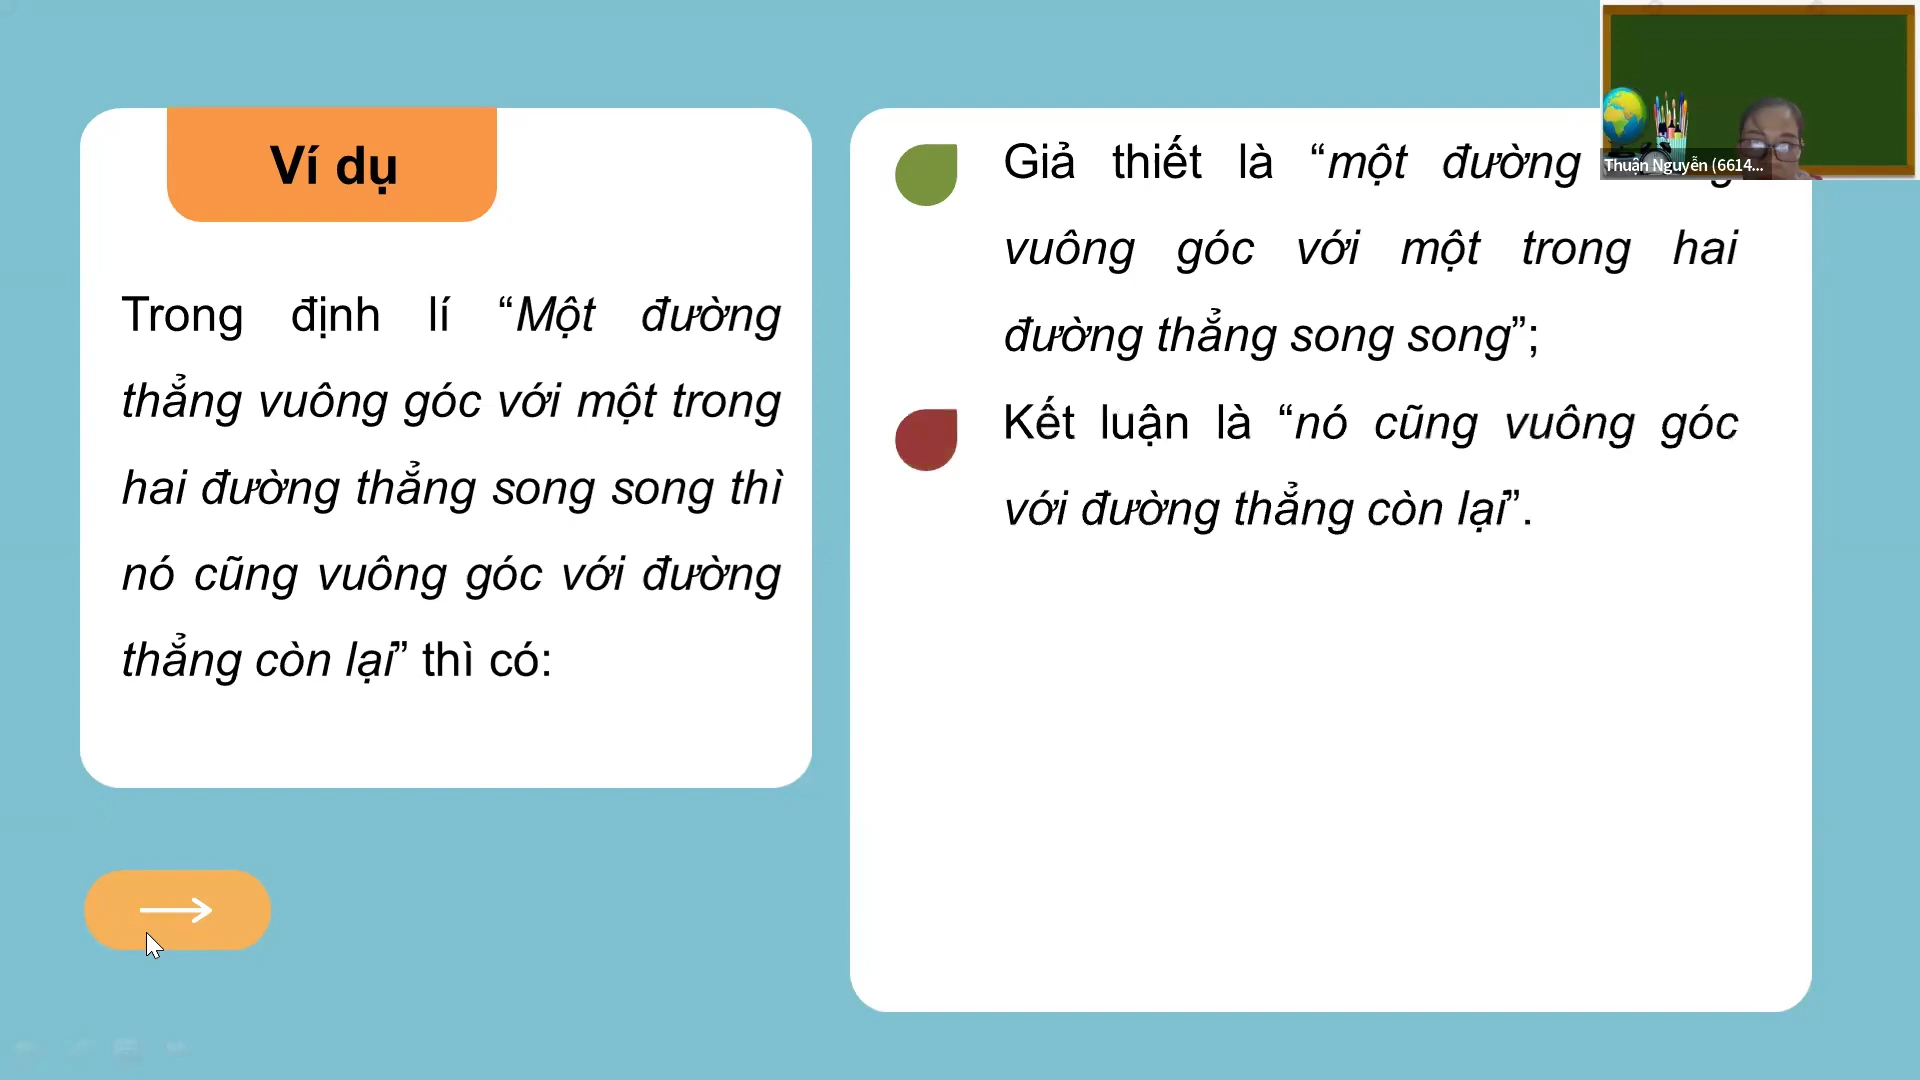 Ví dụ
Trong định lí “Một đường
thẳng vuông góc với một trong
hai đường thẳng song song thì
nó cũng vuông góc với đường
thẳng còn lại” thì có:
Giả thiết là “một đường
vuông góc với một trong hai
đường thẳng song song”;
Kết luận là “nó cũng vuông góc
với đường thẳng còn lại”.
Thuận Nguyễn (6614...